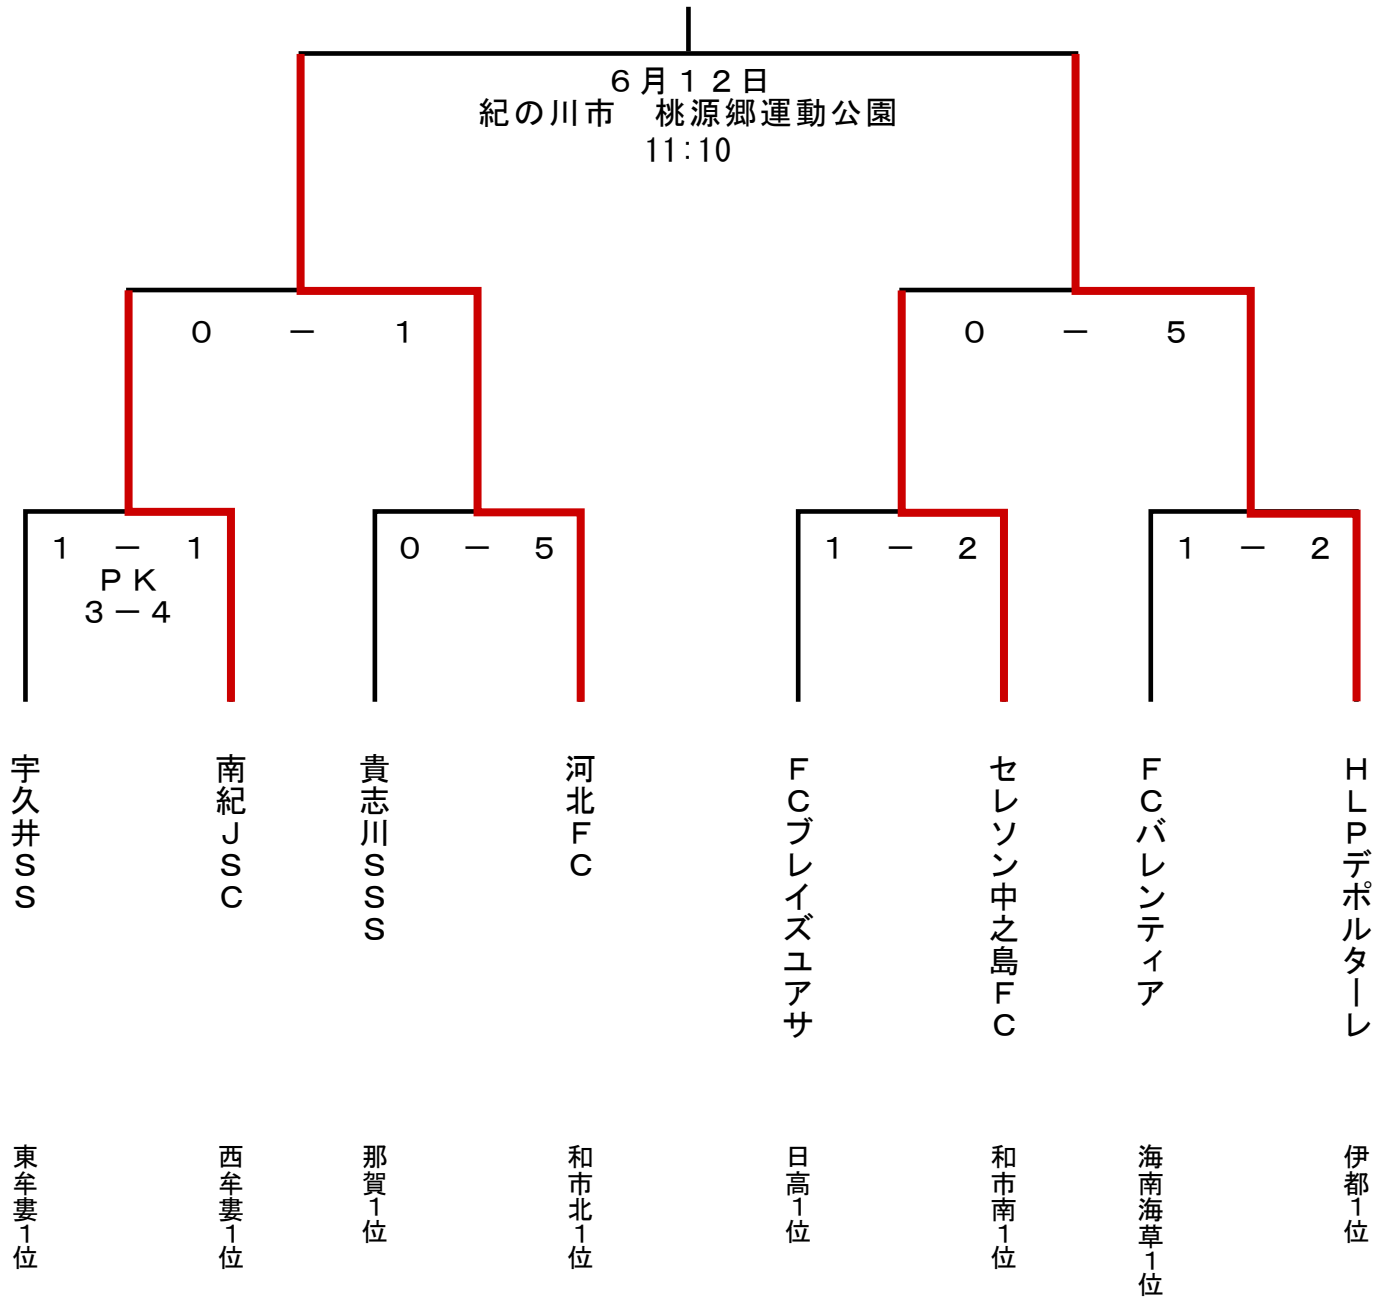 ６月１２日
紀の川市　桃源郷運動公園
11:10
０　－　１
０　－　５
１　－　１
ＰＫ
３－４
０　－　５
１　－　２
１　－　２
宇久井ＳＳ
南紀ＪＳＣ
貴志川ＳＳＳ
河北ＦＣ
ＦＣブレイズユアサ
セレソン中之島ＦＣ
ＦＣバレンティア
ＨＬＰデポルターレ
東牟婁１位
西牟婁１位
那賀１位
和市北１位
日高１位
和市南１位
海南海草１位
伊都１位